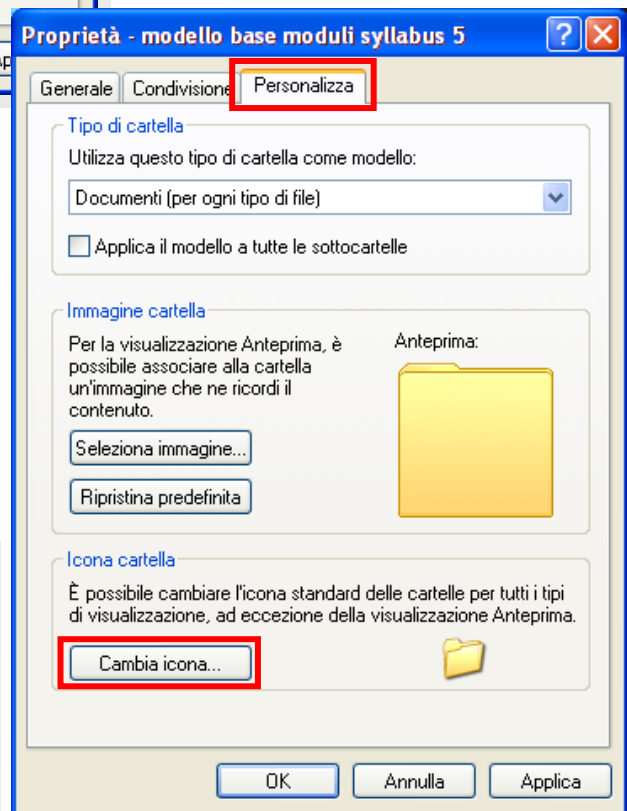 Proprietà - modello base moduli syllabus 5
Generale Condivisione Personalizza
Tipo di cartella
Utilizza questo tipo di cartella come modello:
Documenti (per ogni tipo di file)
Applica il modello a tutte le sottocartelle
Immagine cartella
Per la visualizzazione Anteprima, è
possibile associare alla cartella
un'immagine che ne ricordi il
contenuto.
Anteprima:
Seleziona immagine...
Ripristina predefinita
Icona cartella
È possibile cambiare l'icona standard delle cartelle per tutti i tipi
di visualizzazione, ad eccezione della visualizzazione Anteprima.
Cambia icona...
OK Annulla Applica